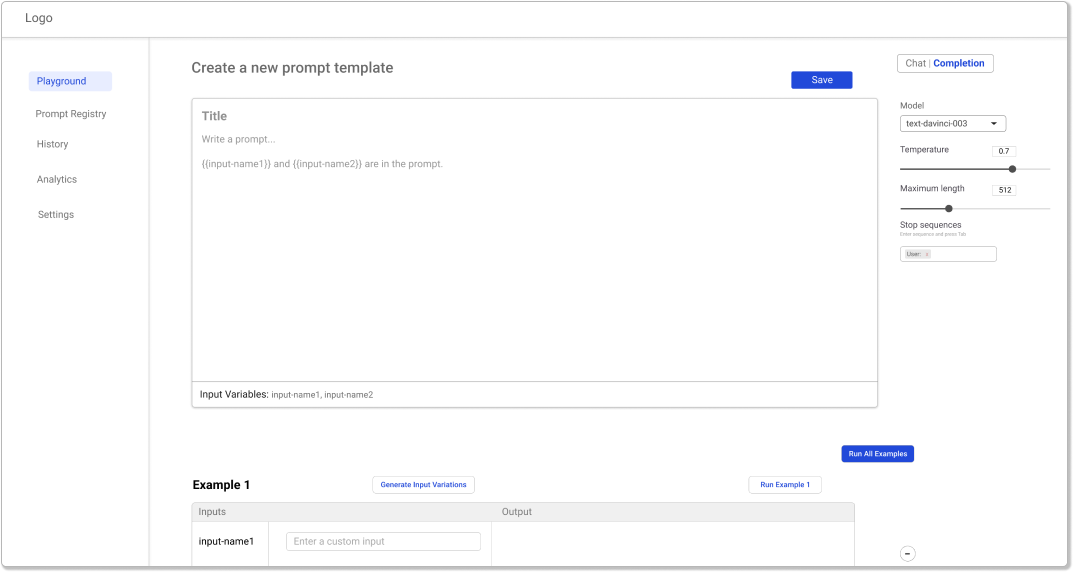 Logo
Playground
Prompt Registry
History
Analytics
Settings
Create a new prompt template
Save
Title
Write a prompt...
{{input-name1}} and {{input-name2}} are in the prompt.
Input Variables: input-name1, input-name2
Chat | Completion
Model
text-davinci-003
Temperature
0.7
Maximum length
512
Stop sequences
Enter sequence and press Tab
User: x
Run All Examples
Example 1
Generate Input Variations
Run Example 1
Inputs
Output
input-name1
Enter a custom input